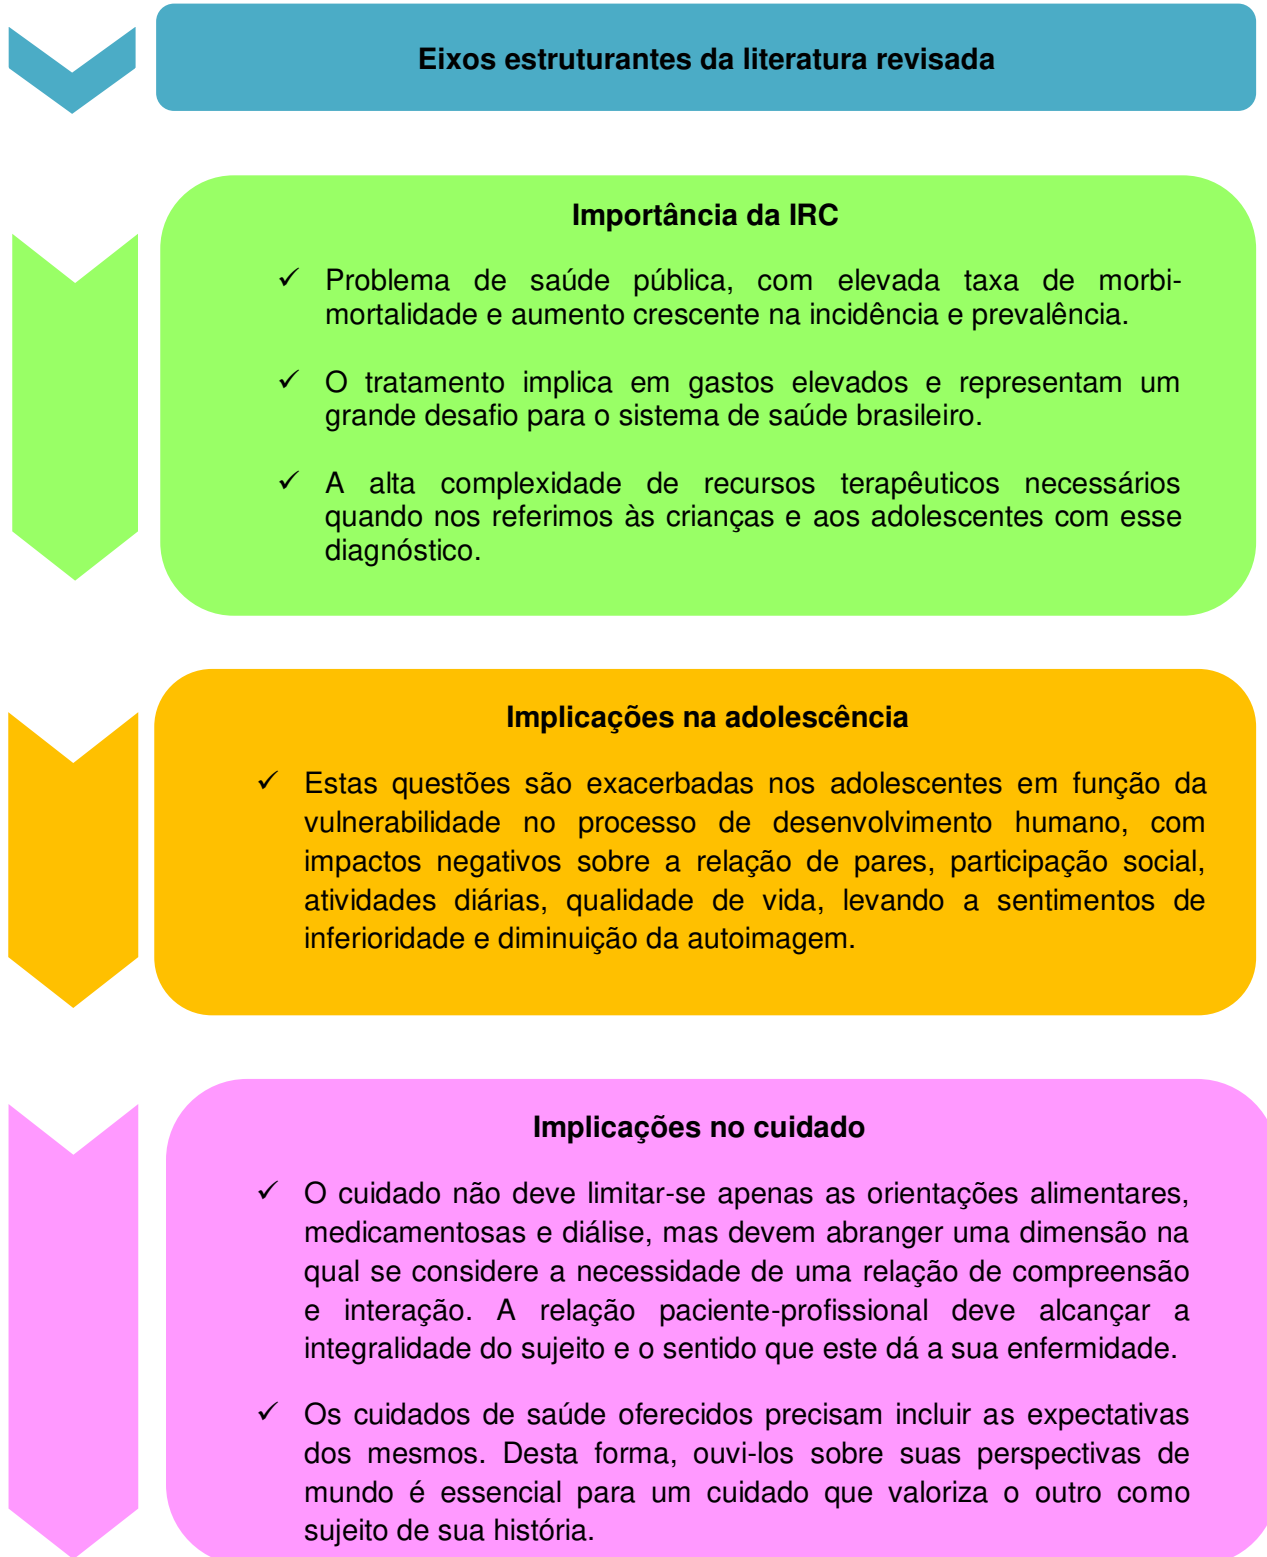 Eixos estruturantes da literatura revisada
Importância da IRC
✓ Problema de saúde pública, com elevada taxa de morbi-
mortalidade e aumento crescente na incidência e prevalência.
✓ O tratamento implica em gastos elevados e representam um
grande desafio para o sistema de saúde brasileiro.
✓ A alta complexidade de recursos terapêuticos necessários
quando nos referimos às crianças e aos adolescentes com esse
diagnóstico.
Implicações na adolescência
✓ Estas questões são exacerbadas nos adolescentes em função da
vulnerabilidade no processo de desenvolvimento humano, com
impactos negativos sobre a relação de pares, participação social,
atividades diárias, qualidade de vida, levando a sentimentos de
inferioridade e diminuição da autoimagem.
Implicações no cuidado
✓ O cuidado não deve limitar-se apenas as orientações alimentares,
medicamentosas e diálise, mas devem abranger uma dimensão na
qual se considere a necessidade de uma relação de compreensão
e interação. A relação paciente-profissional deve alcançar a
integralidade do sujeito e o sentido que este dá a sua enfermidade.
✓ Os cuidados de saúde oferecidos precisam incluir as expectativas
dos mesmos. Desta forma, ouvi-los sobre suas perspectivas de
mundo é essencial para um cuidado que valoriza o outro como
sujeito de sua história.